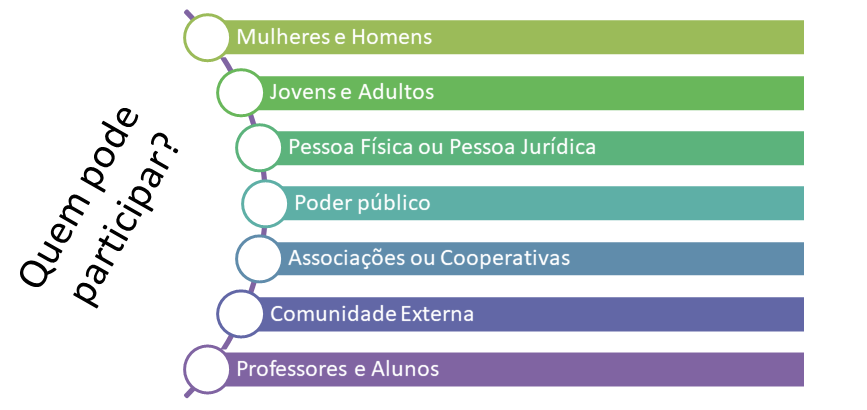 Quem pode
participar?
Mulheres e Homens
Jovens e Adultos
Pessoa Física ou Pessoa Jurídica
Poder público
Associações ou Cooperativas
Comunidade Externa
Professores e Alunos